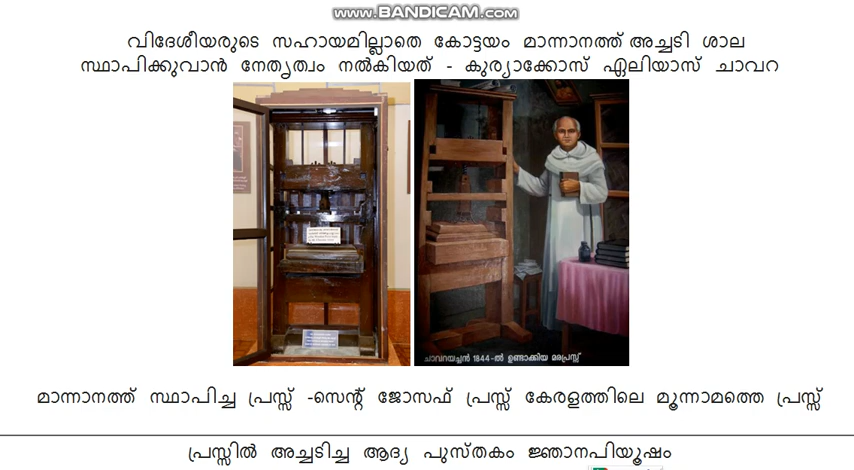 www.BANDICAM.com
വിദേശീയരുടെ സഹായമില്ലാതെ കോട്ടയം മാന്നാനത്ത് അച്ചടി ശാല
സ്ഥാപിക്കുവാൻ നേതൃത്വം നൽകിയത് - കുര്യാക്കോസ് ഏലിയാസ് ചാവറ
ചാവറയച്ചൻ 1844-ൽ ഉണ്ടാക്കിയ മരപ്രസ്സ്
മാന്നാനത്ത് സ്ഥാപിച്ച പ്രസ്സ് -സെന്റ് ജോസഫ് പ്രസ്സ് കേരളത്തിലെ മൂന്നാമത്തെ പ്രസ്സ്
പ്രസ്സിൽ അച്ചടിച്ച ആദ്യ പുസ്തകം ജ്ഞാനപിയൂഷം